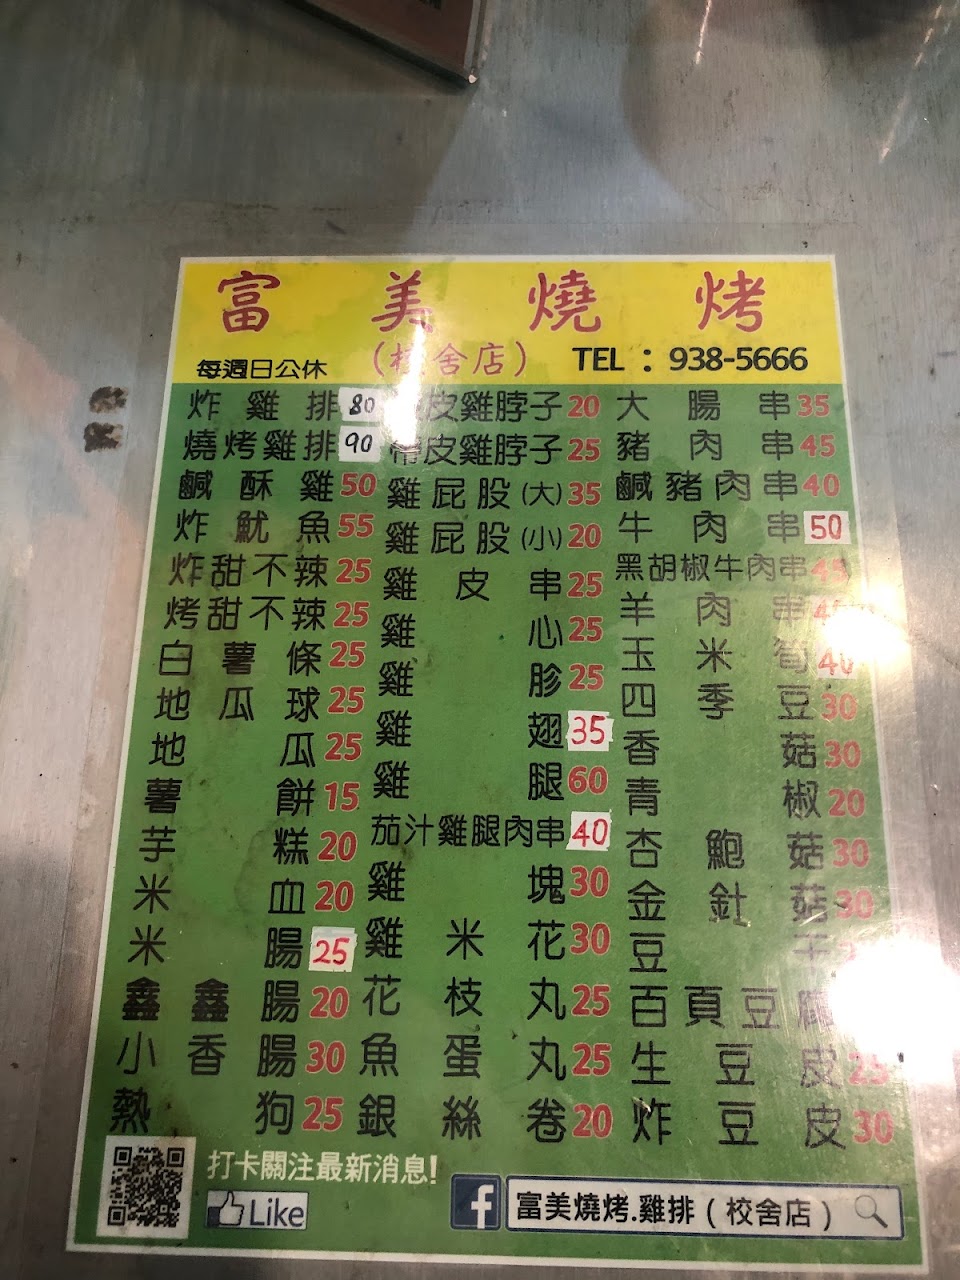 富美燒烤
每週日公休 (校舍店) TEL：938-5666
炸雞排80
燒烤雞排90
鹹酥雞50
炸魷魚55
炸甜不辣25
烤甜不辣25
白薯條25
地瓜球25
地瓜25
薯餅15
芋糕20
米血20
米腸25
鑫鑫腸20
小香腸30
熱狗25
皮雞脖子20
帶皮雞脖子25
雞屁股(大)35
雞屁股(小)20
雞皮串25
雞心25
雞胗25
雞翅35
雞腿60
茄汁雞腿肉串40
雞塊30
雞米花30
花枝丸25
魚蛋丸25
銀絲卷20
大腸串35
豬肉串45
鹹豬肉串40
牛肉串50
黑胡椒牛肉串45
羊肉串
玉米筍40
四季豆30
香菇30
青椒20
杏鮑菇30
金針菇30
豆干
百頁豆腐
生豆皮25
炸豆皮30
打卡關注最新消息!
Like
f 富美燒烤.雞排(校舍店)